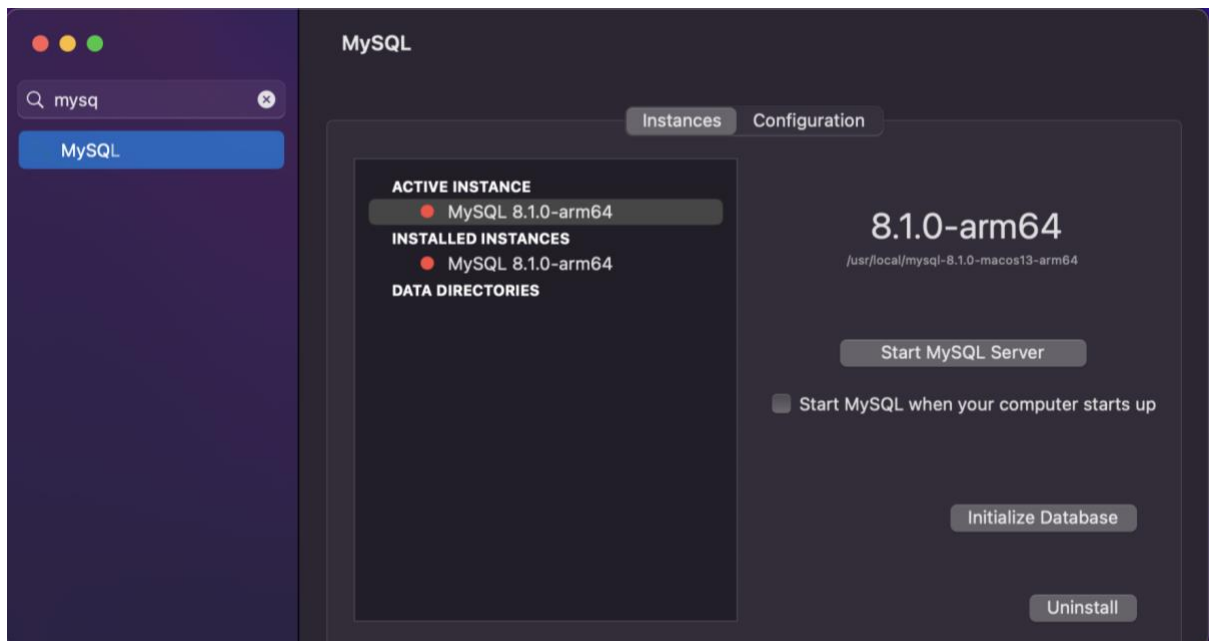 MySQL
mysq
MySQL
Instances
Configuration
ACTIVE INSTANCE
MySQL 8.1.0-arm64
INSTALLED INSTANCES
MySQL 8.1.0-arm64
DATA DIRECTORIES
8.1.0-arm64
/usr/local/mysql-8.1.0-macos13-arm64
Start MySQL Server
Start MySQL when your computer starts up
Initialize Database
Uninstall